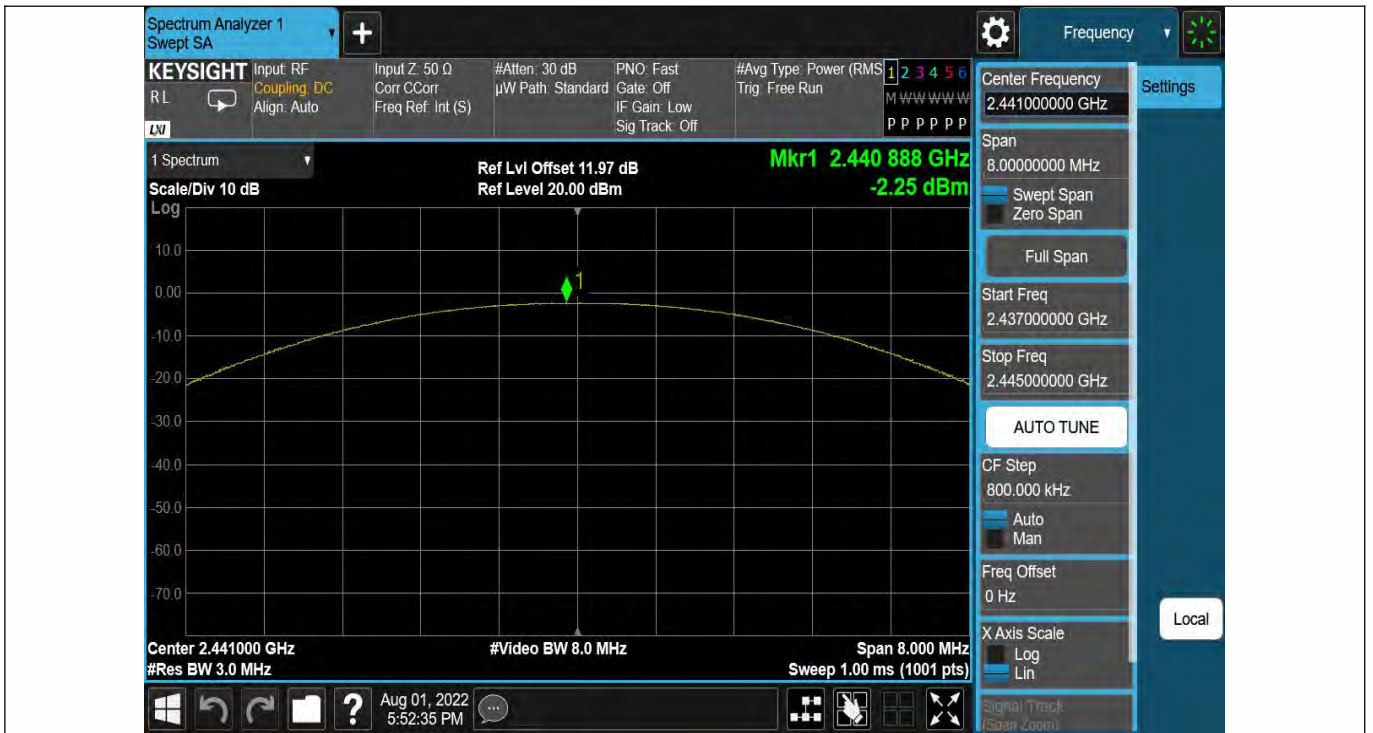 Spectrum Analyzer 1
Swept SA
Frequency
KEYSIGHT
RL
LXI
Input: RF
Coupling: DC
Align: Auto
Input Z: 50 Ω
Corr CCorr
Freq Ref: Int (S)
#Atten: 30 dB
µW Path: Standard
PNO: Fast
Gate: Off
IF Gain: Low
Sig Track: Off
#Avg Type: Power (RMS
Trig: Free Run
1 2 3 4 5 6
M W W W W W
P P P P P P
1 Spectrum
Scale/Div 10 dB
Log
Ref Lvl Offset 11.97 dB
Ref Level 20.00 dBm
Mkr1 2.440 888 GHz
-2.25 dBm
10.0
0.00
-10.0
-20.0
-30.0
-40.0
-50.0
-60.0
-70.0
1
Center 2.441000 GHz
#Res BW 3.0 MHz
#Video BW 8.0 MHz
Span 8.000 MHz
Sweep 1.00 ms (1001 pts)
Aug 01, 2022
5:52:35 PM
?
Center Frequency
2.441000000 GHz
Settings
Span
8.00000000 MHz
Swept Span
Zero Span
Full Span
Start Freq
2.437000000 GHz
Stop Freq
2.445000000 GHz
AUTO TUNE
CF Step
800.000 kHz
Auto
Man
Freq Offset
0 Hz
X Axis Scale
Log
Lin
Local
Signal Track
(Span Zoom)